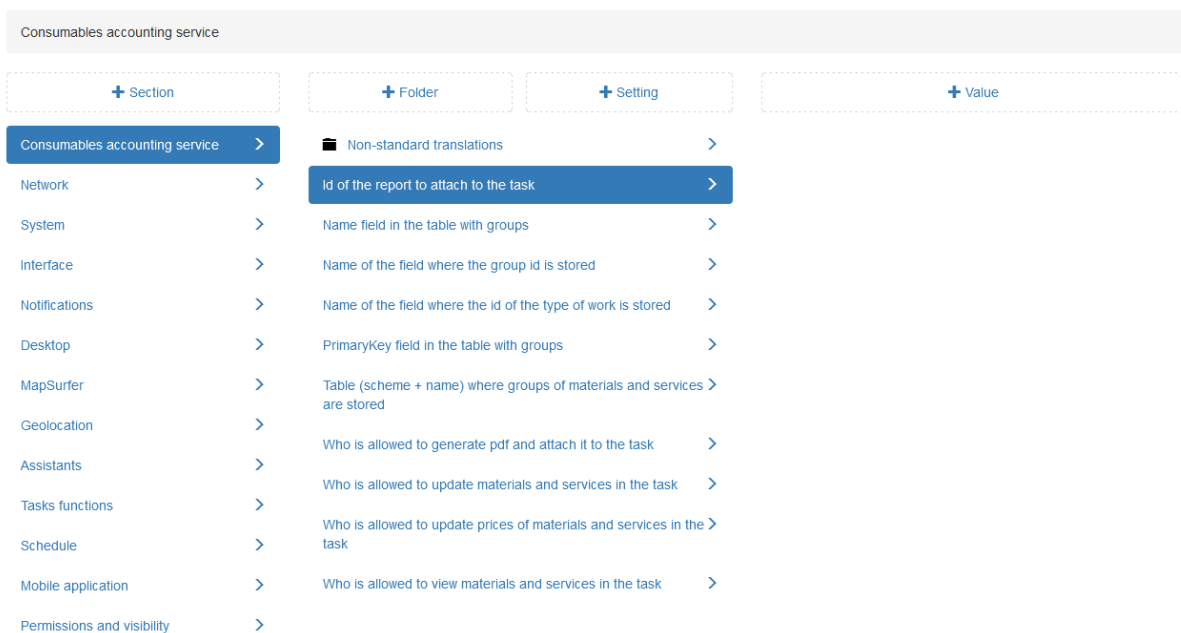 Consumables accounting service
+ Section
+ Folder
+ Setting
+ Value
Consumables accounting service
Network
System
Interface
Notifications
Desktop
MapSurfer
Geolocation
Assistants
Tasks functions
Schedule
Mobile application
Permissions and visibility
Non-standard translations
Id of the report to attach to the task
Name field in the table with groups
Name of the field where the group id is stored
Name of the field where the id of the type of work is stored
PrimaryKey field in the table with groups
Table (scheme + name) where groups of materials and services
are stored
Who is allowed to generate pdf and attach it to the task
Who is allowed to update materials and services in the task
Who is allowed to update prices of materials and services in the
task
Who is allowed to view materials and services in the task